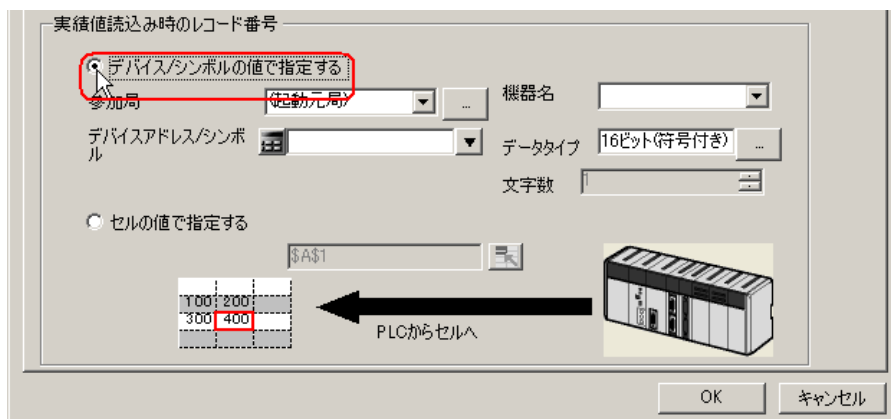 実績値読込み時のレコード番号
デバイス/シンボルの値で指定する
参加局
(起動元局)
...
機器名
デバイスアドレス/シンボ
ル
データタイプ
16ビット(符号付き)
...
文字数
1
セルの値で指定する
$A$1
100 200
300 400
PLCからセルへ
OK
キャンセル